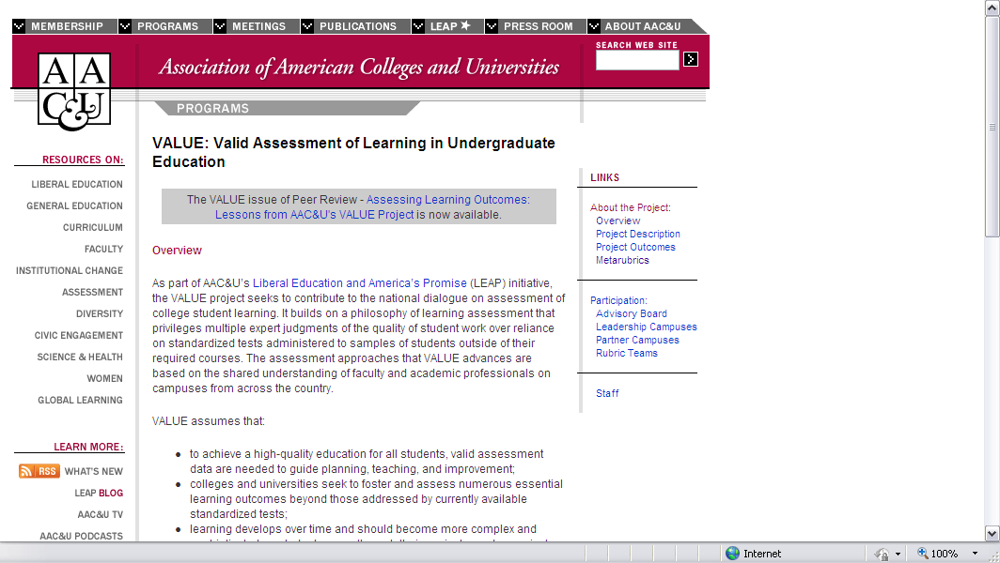 MEMBERSHIP PROGRAMS MEETINGS PUBLICATIONS LEAP PRESS ROOM ABOUT AAC&U
SEARCH WEB SITE
Association of American Colleges and Universities
AAC&U
PROGRAMS
RESOURCES ON:
LIBERAL EDUCATION
GENERAL EDUCATION
CURRICULUM
FACULTY
INSTITUTIONAL CHANGE
ASSESSMENT
DIVERSITY
CIVIC ENGAGEMENT
SCIENCE & HEALTH
WOMEN
GLOBAL LEARNING
LEARN MORE:
RSS WHAT'S NEW
LEAP BLOG
AAC&U TV
AAC&U PODCASTS
VALUE: Valid Assessment of Learning in Undergraduate
Education
The VALUE issue of Peer Review - Assessing Learning Outcomes:
Lessons from AAC&U's VALUE Project is now available.
Overview
As part of AAC&U's Liberal Education and America's Promise (LEAP) initiative,
the VALUE project seeks to contribute to the national dialogue on assessment of
college student learning. It builds on a philosophy of learning assessment that
privileges multiple expert judgments of the quality of student work over reliance
on standardized tests administered to samples of students outside of their
required courses. The assessment approaches that VALUE advances are
based on the shared understanding of faculty and academic professionals on
campuses from across the country.
VALUE assumes that:
• to achieve a high-quality education for all students, valid assessment
data are needed to guide planning, teaching, and improvement;
• colleges and universities seek to foster and assess numerous essential
learning outcomes beyond those addressed by currently available
standardized tests;
• learning develops over time and should become more complex and
LINKS
About the Project:
Overview
Project Description
Project Outcomes
Metarubrics
Participation:
Advisory Board
Leadership Campuses
Partner Campuses
Rubric Teams
Staff
Internet
100%